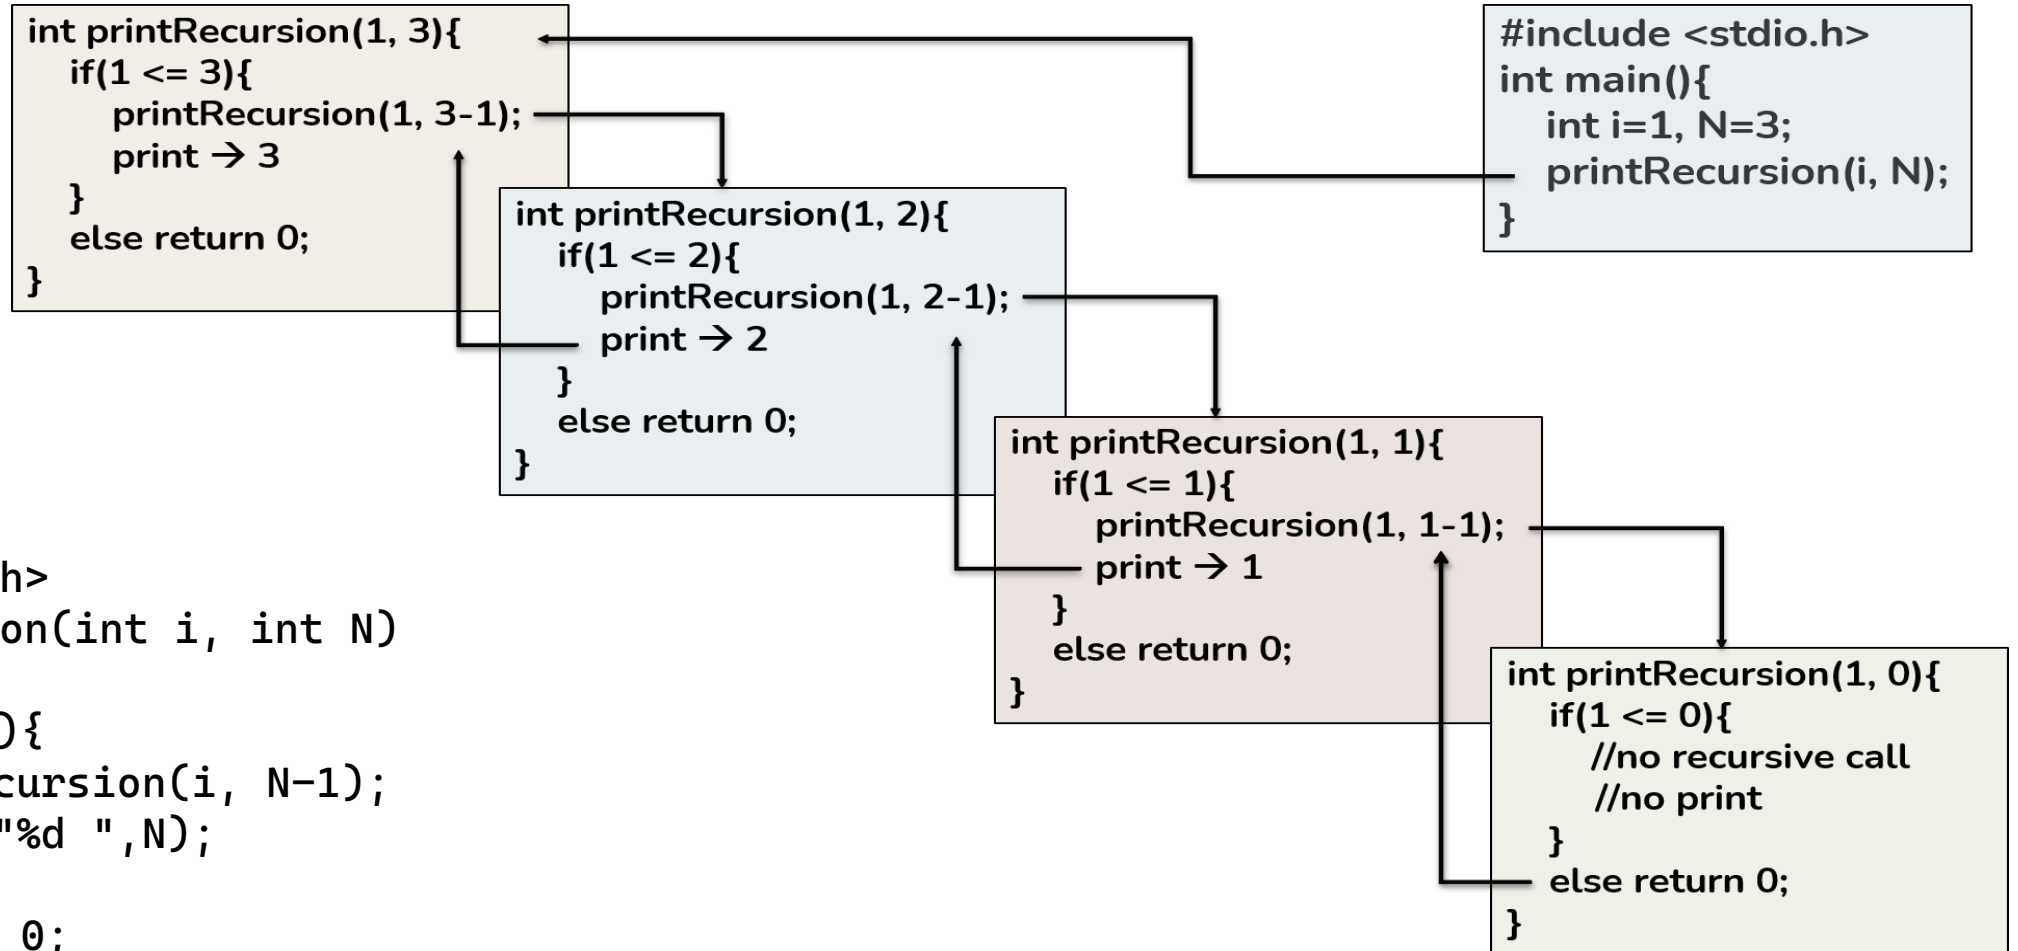 int printRecursion(1, 3){
if(1 <= 3){
printRecursion(1, 3-1);
print → 3
}
else return 0;
}
#include <stdio.h>
int main(){
int i=1, N=3;
printRecursion(i, N);
}
int printRecursion(1, 2){
if(1 <= 2){
printRecursion(1, 2-1);
print → 2
}
else return 0;
}
int printRecursion(1, 1){
if(1 <= 1){
printRecursion(1, 1-1);
print → 1
}
else return 0;
}
int printRecursion(1, 0){
if(1 <= 0){
//no recursive call
//no print
}
else return 0;
}
h>
on(int i, int N)
){
cursion(i, N-1);
"%d ",N);
0;